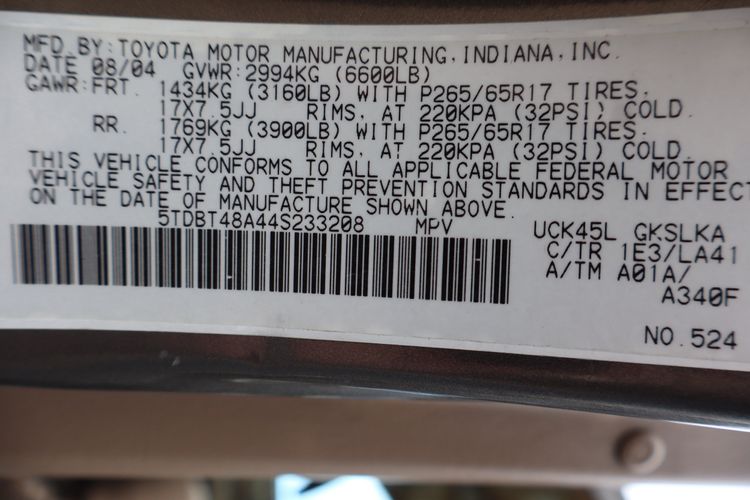 MFD BY: TOYOTA MOTOR MANUFACTURING, INDIANA, INC.
DATE 08/04 GVWR: 2994KG (6600LB)
GAWR: FRT. 1434KG (3160LB) WITH P265/65R17 TIRES.
17X7.5JJ RIMS, AT 220KPA (32PSI) COLD.
RR. 1769KG (3900LB) WITH P265/65R17 TIRES.
17X7.5JJ RIMS, AT 220KPA (32PSI) COLD.
THIS VEHICLE CONFORMS TO ALL APPLICABLE FEDERAL MOTOR
VEHICLE SAFETY AND THEFT PREVENTION STANDARDS IN EFFECT
ON THE DATE OF MANUFACTURE SHOWN ABOVE.
5TDBT48A44S233208 MPV
UCK45L GKSLKA
C/TR 1E3/LA41
A/TM A01A/
A340F
NO.524